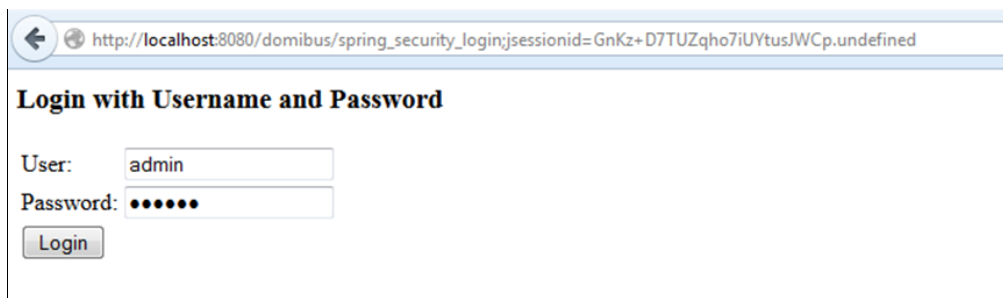 http://localhost:8080/domibus/spring_security_login;jsessionid=GnKz+D7TUZqho7iUYtusJWCp.undefined
Login with Username and Password
User: admin
Password: ••••••
Login